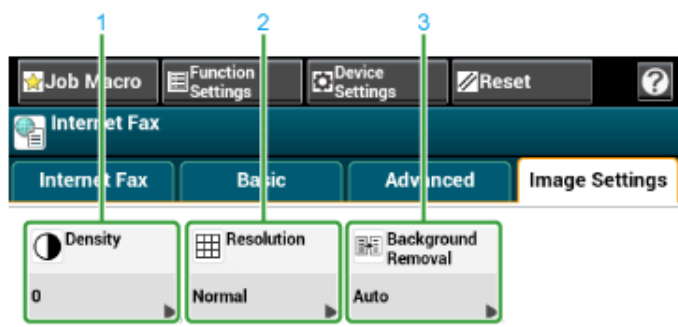 1 2 3
Job Macro Function Settings Device Settings Reset ?
Internet Fax
Internet Fax Basic Advanced Image Settings
Density Resolution Background Removal
0 Normal Auto